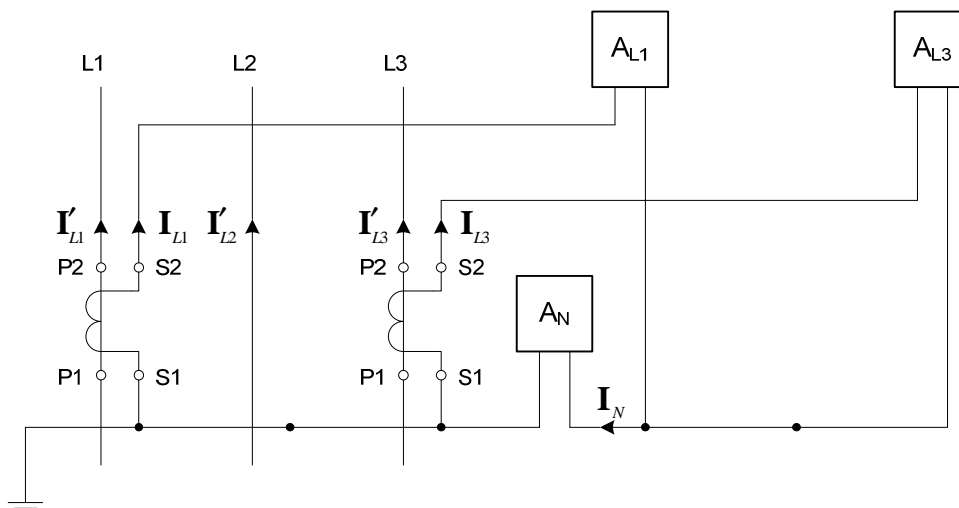 A_L1
A_L3
L1
L2
L3
I′_L1
I_L1
I′_L2
I′_L3
I_L3
P2
S2
P2
S2
A_N
P1
S1
P1
S1
I_N